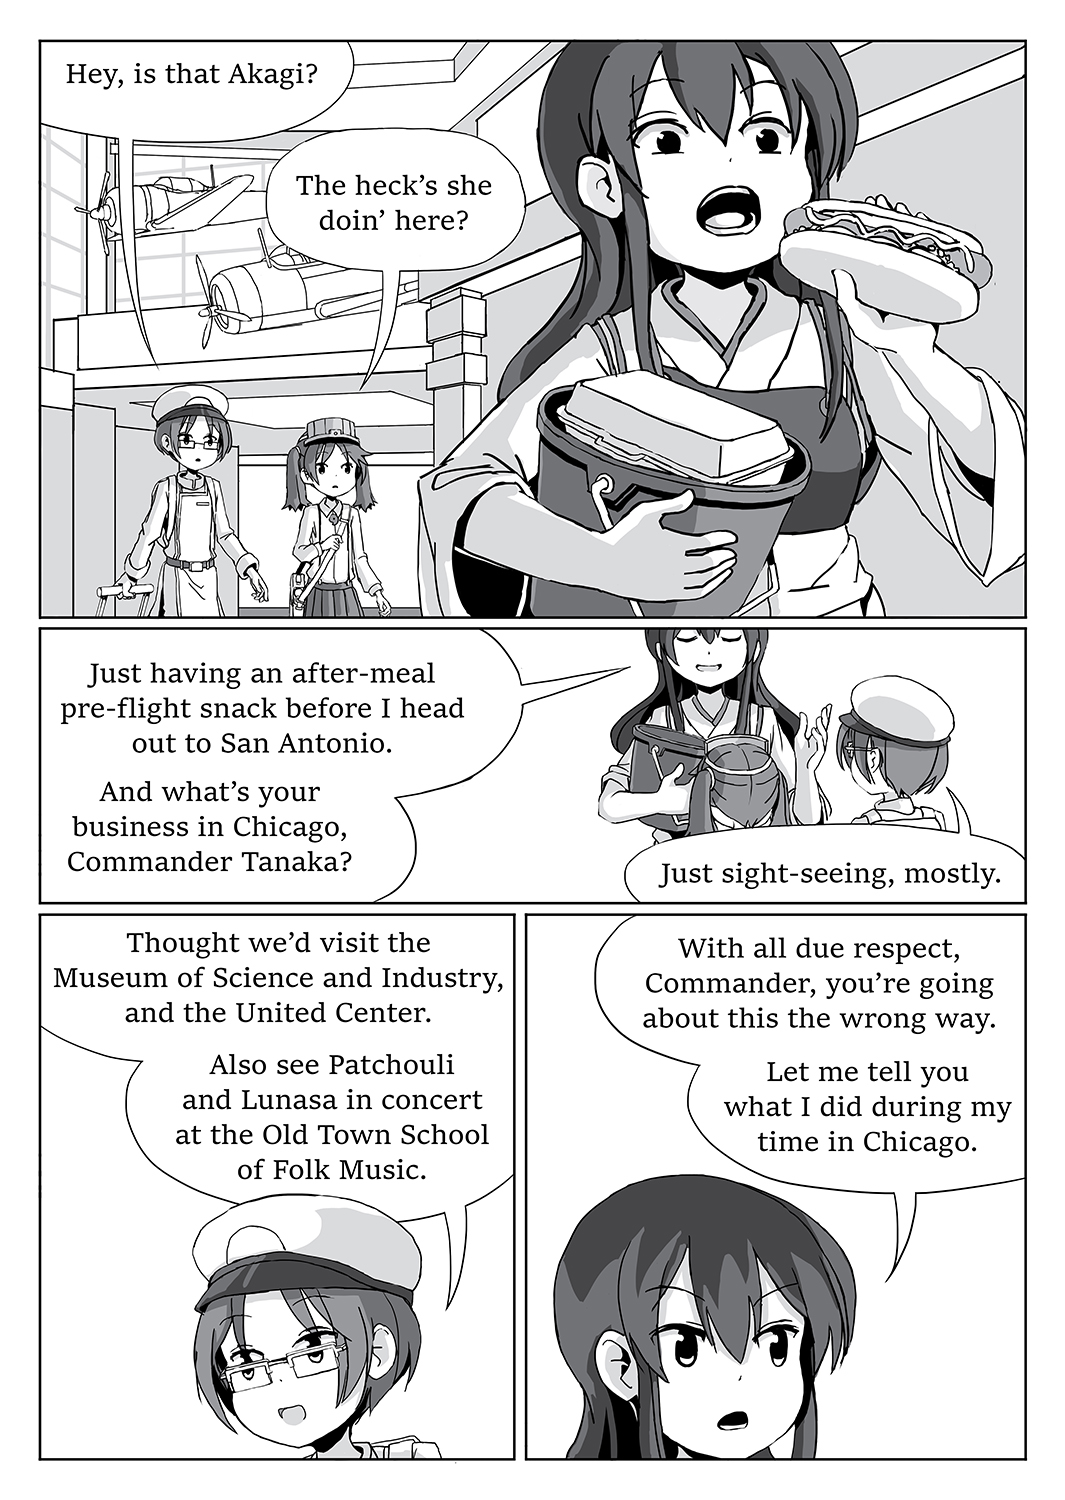 Hey, is that Akagi?
The heck's she
doin' here?
Just having an after-meal
pre-flight snack before I head
out to San Antonio.
And what's your
business in Chicago,
Commander Tanaka?
Just sight-seeing, mostly.
Thought we'd visit the
Museum of Science and Industry,
and the United Center.
Also see Patchouli
and Lunasa in concert
at the Old Town School
of Folk Music.
With all due respect,
Commander, you're going
about this the wrong way.
Let me tell you
what I did during my
time in Chicago.